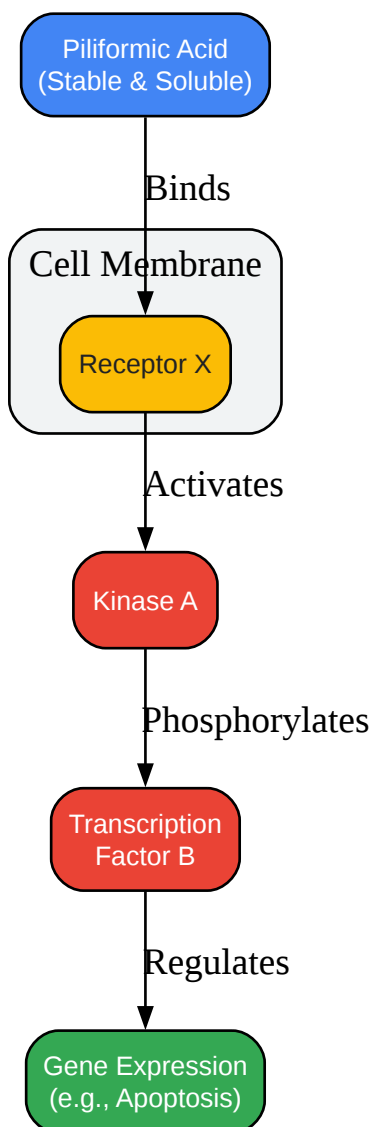 Piliformic Acid
(Stable & Soluble)
Binds
Cell Membrane
Receptor X
Activates
Kinase A
Phosphorylates
Transcription
Factor B
Regulates
Gene Expression
(e.g., Apoptosis)